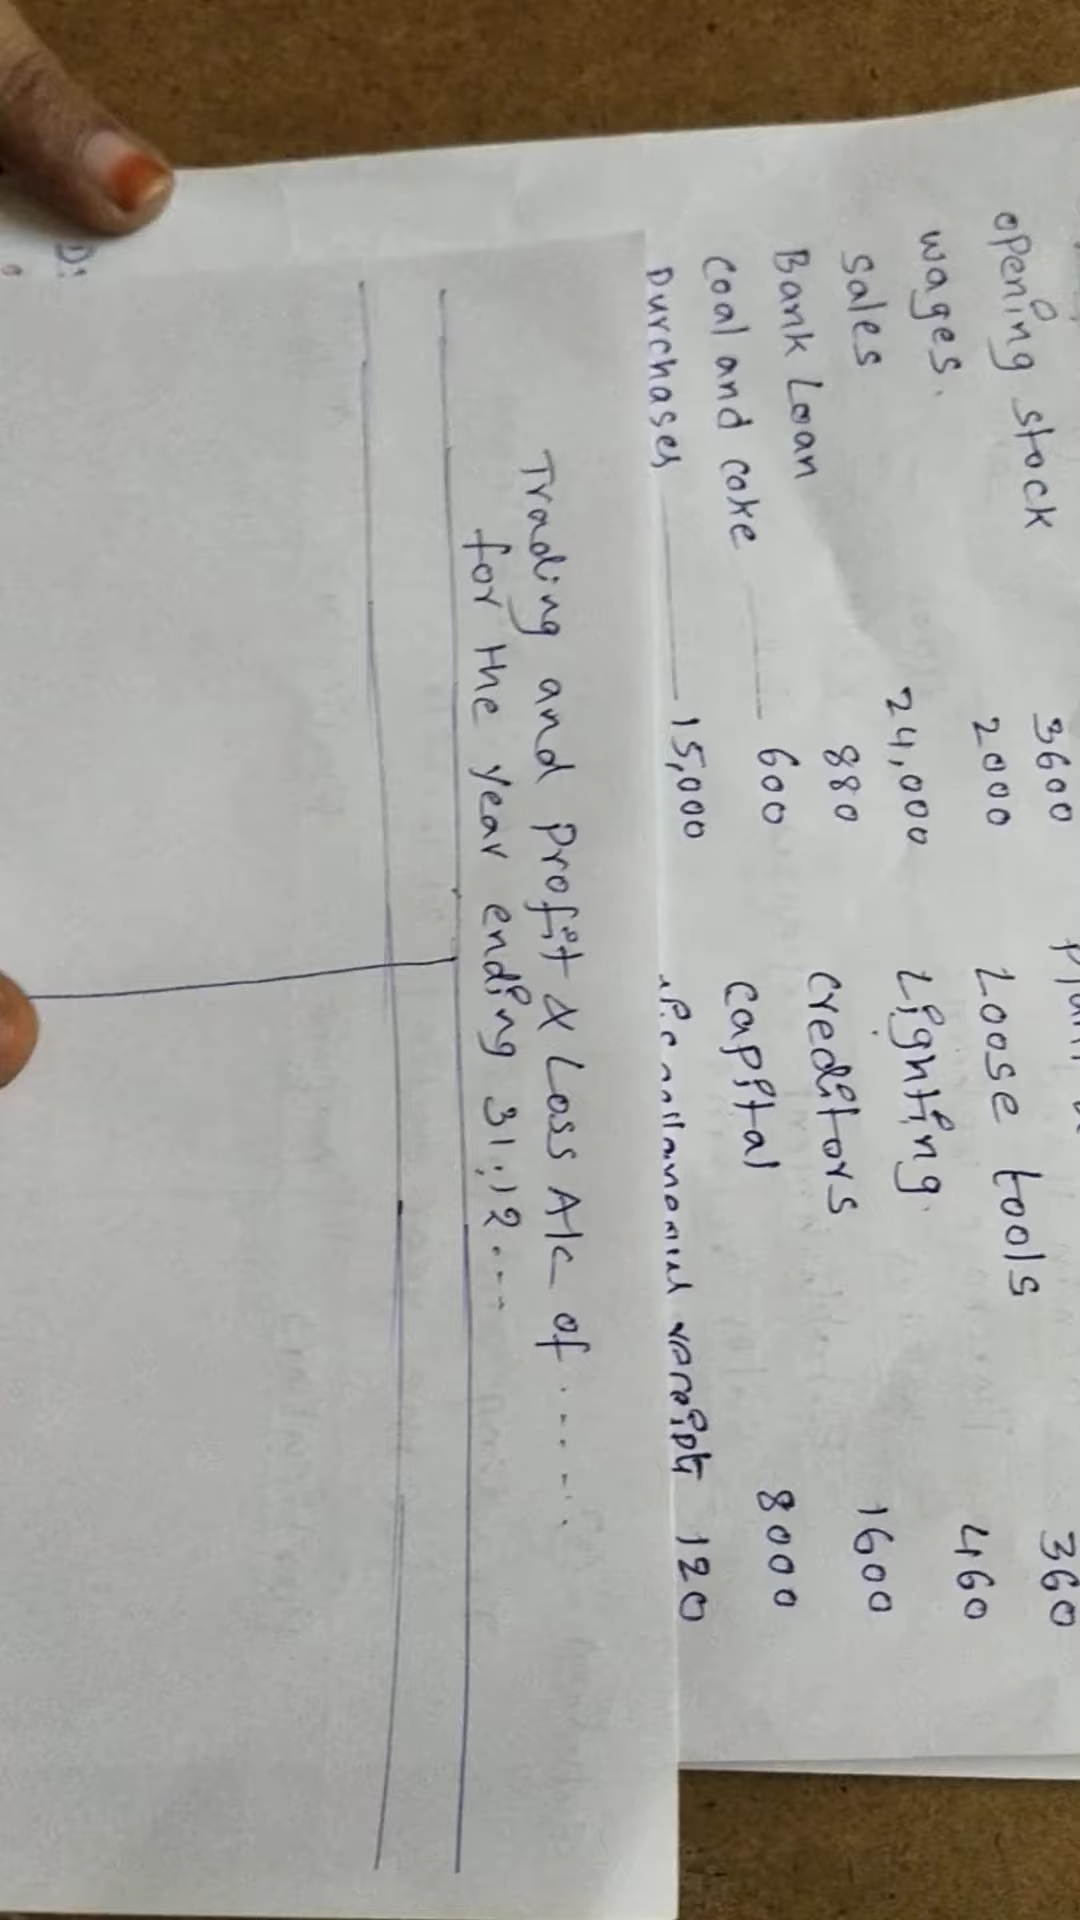 opening stock 3600
wages. 2000 Loose tools 360
Sales 24,000 Lighting. 460
Bank Loan 880 creditors 1600
coal and coke 600 capital 8000
purchases 15,000 120
Trading and profit & Loss A/c of .....
for the year ending 31.12...